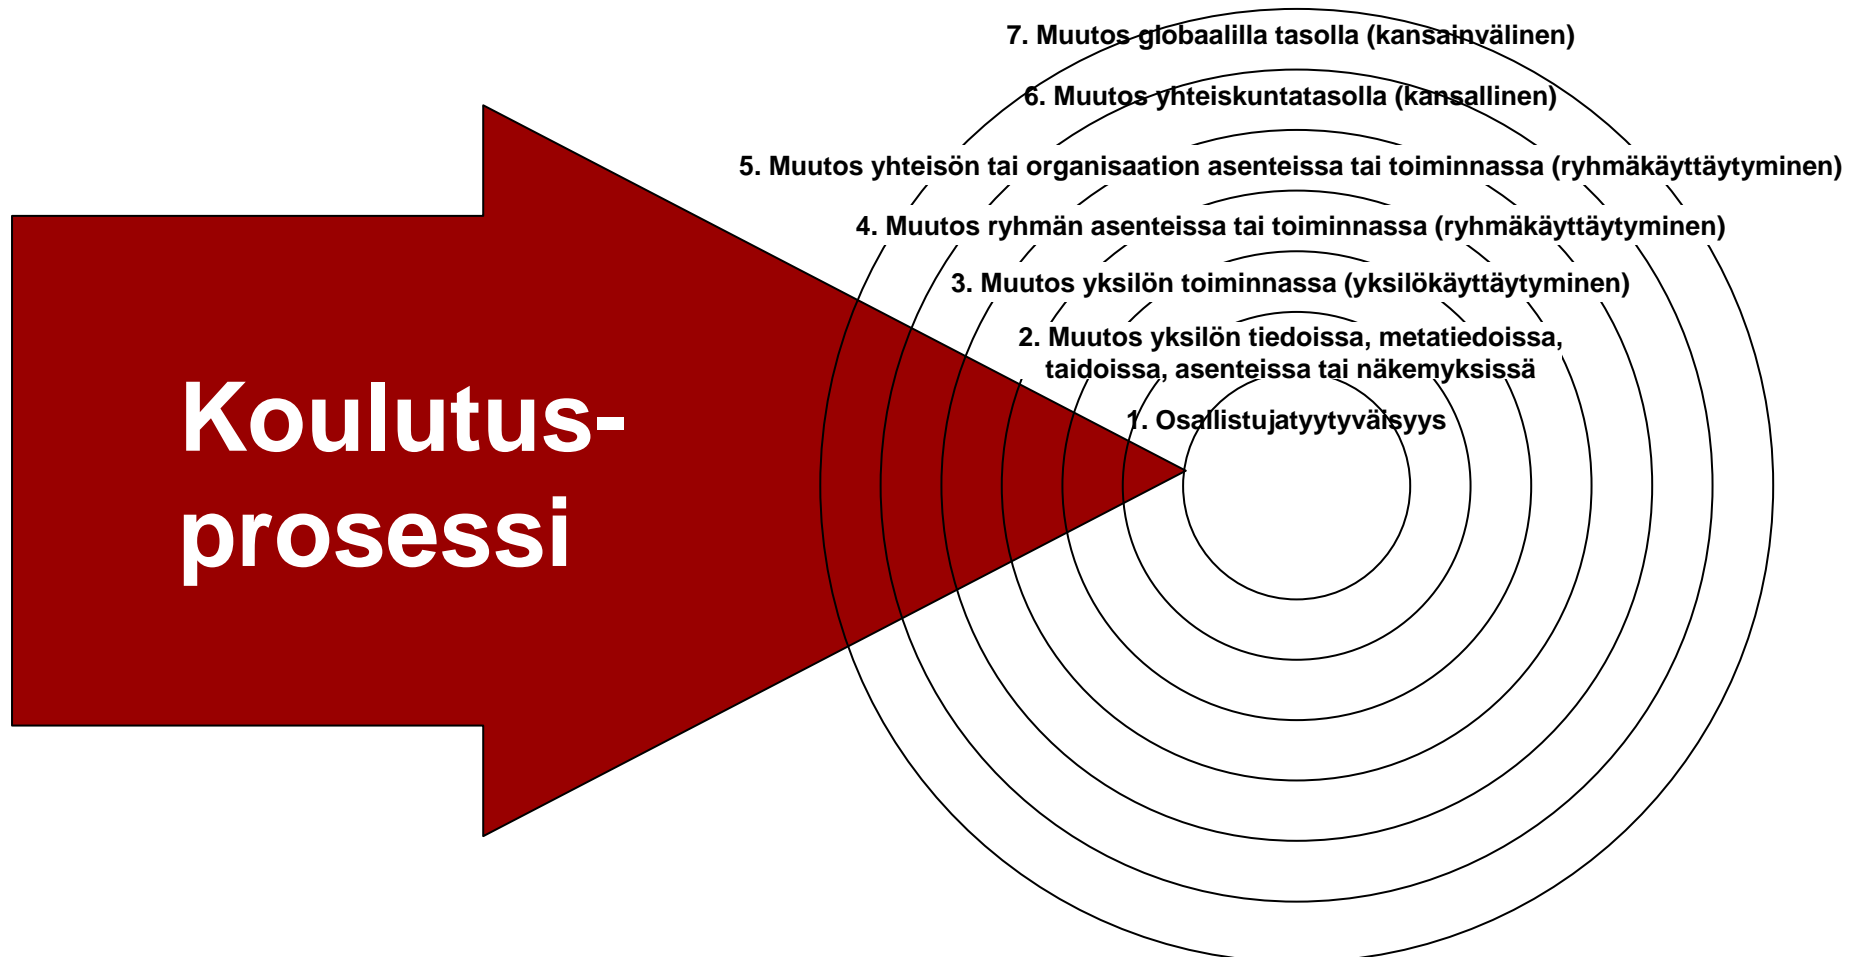 7. Muutos globaalilla tasolla (kansainvälinen)
6. Muutos yhteiskuntatasolla (kansallinen)
5. Muutos yhteisön tai organisaation asenteissa tai toiminnassa (ryhmäkäyttäytyminen)
4. Muutos ryhmän asenteissa tai toiminnassa (ryhmäkäyttäytyminen)
3. Muutos yksilön toiminnassa (yksilökäyttäytyminen)
2. Muutos yksilön tiedoissa, metatiedoissa,
taidoissa, asenteissa tai näkemyksissä
1. Osallistujatyytyväisyys
Koulutus-
prosessi